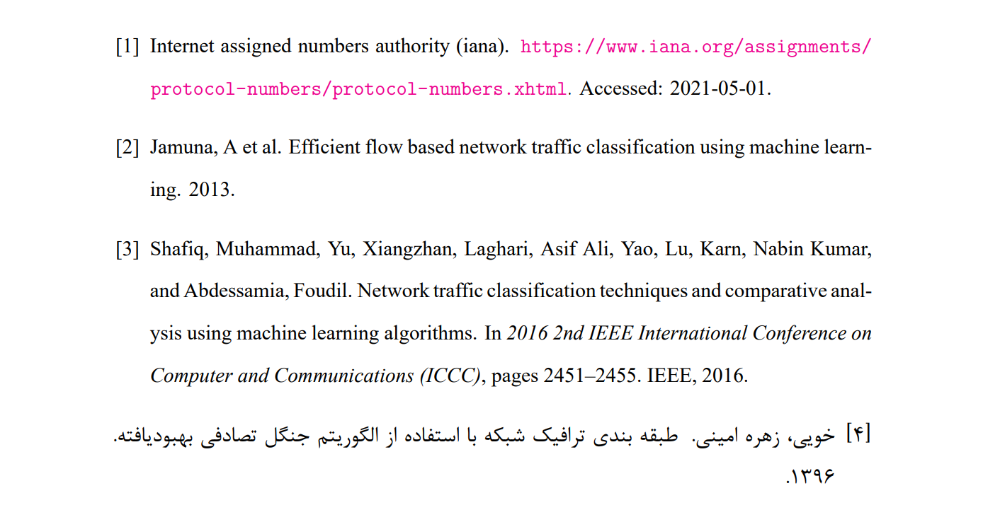 [1] Internet assigned numbers authority (iana). https://www.iana.org/assignments/
protocol-numbers/protocol-numbers.xhtml. Accessed: 2021-05-01.
[2] Jamuna, A et al. Efficient flow based network traffic classification using machine learn-
ing. 2013.
[3] Shafiq, Muhammad, Yu, Xiangzhan, Laghari, Asif Ali, Yao, Lu, Karn, Nabin Kumar,
and Abdessamia, Foudil. Network traffic classification techniques and comparative anal-
ysis using machine learning algorithms. In 2016 2nd IEEE International Conference on
Computer and Communications (ICCC), pages 2451–2455. IEEE, 2016.
[۴] خویی، زهره امینی. طبقه بندی ترافیک شبکه با استفاده از الگوریتم جنگل تصادفی بهبودیافته.
۱۳۹۶.